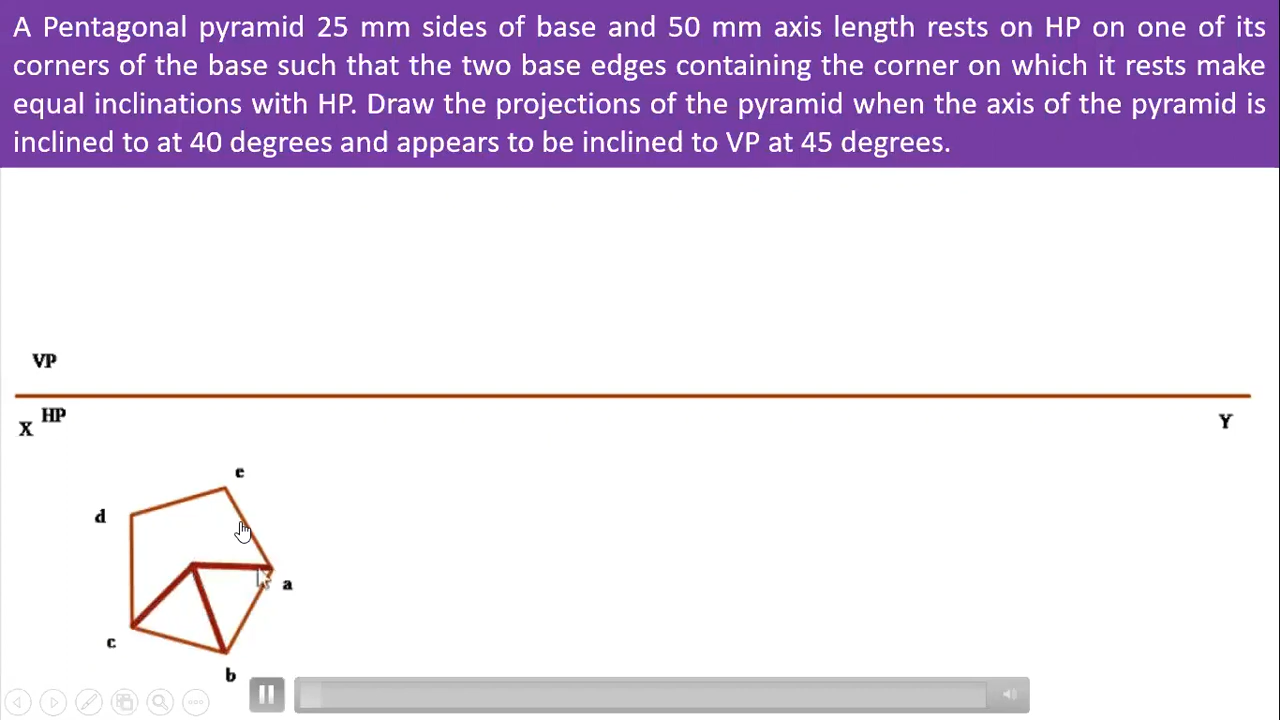 A Pentagonal pyramid 25 mm sides of base and 50 mm axis length rests on HP on one of its
corners of the base such that the two base edges containing the corner on which it rests make
equal inclinations with HP. Draw the projections of the pyramid when the axis of the pyramid is
inclined to at 40 degrees and appears to be inclined to VP at 45 degrees.
VP
HP
X
Y
e
d
a
c
b